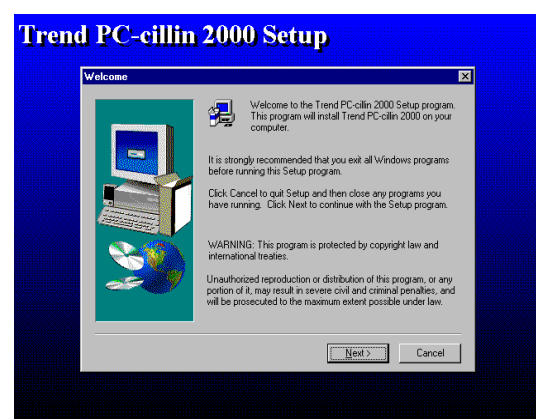 Trend PC-cillin 2000 Setup
Welcome
Welcome to the Trend PC-cillin 2000 Setup program.
This program will install Trend PC-cillin 2000 on your
computer.
It is strongly recommended that you exit all Windows programs
before running this Setup program.
Click Cancel to quit Setup and then close any programs you
have running. Click Next to continue with the Setup program.
WARNING: This program is protected by copyright law and
international treaties.
Unauthorized reproduction or distribution of this program, or any
portion of it, may result in severe civil and criminal penalties, and
will be prosecuted to the maximum extent possible under law.
Next >
Cancel